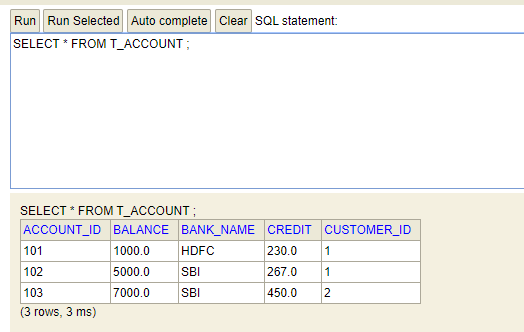 Run Run Selected Auto complete Clear SQL statement:
SELECT * FROM T_ACCOUNT ;
SELECT * FROM T_ACCOUNT ;
ACCOUNT_ID BALANCE BANK_NAME CREDIT CUSTOMER_ID
101 1000.0 HDFC 230.0 1
102 5000.0 SBI 267.0 1
103 7000.0 SBI 450.0 2
(3 rows, 3 ms)